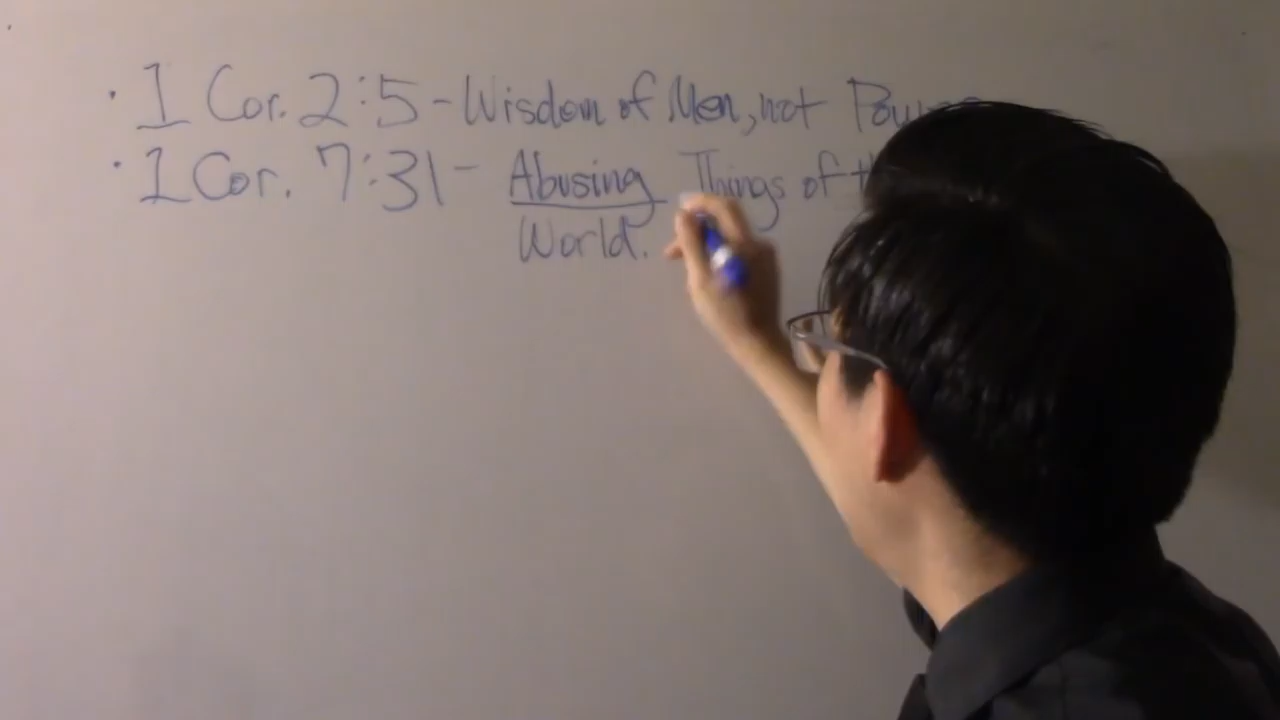 · 1 Cor. 2:5 - Wisdom of Men, not
· 1 Cor. 7:31 - Abusing Things of
World.